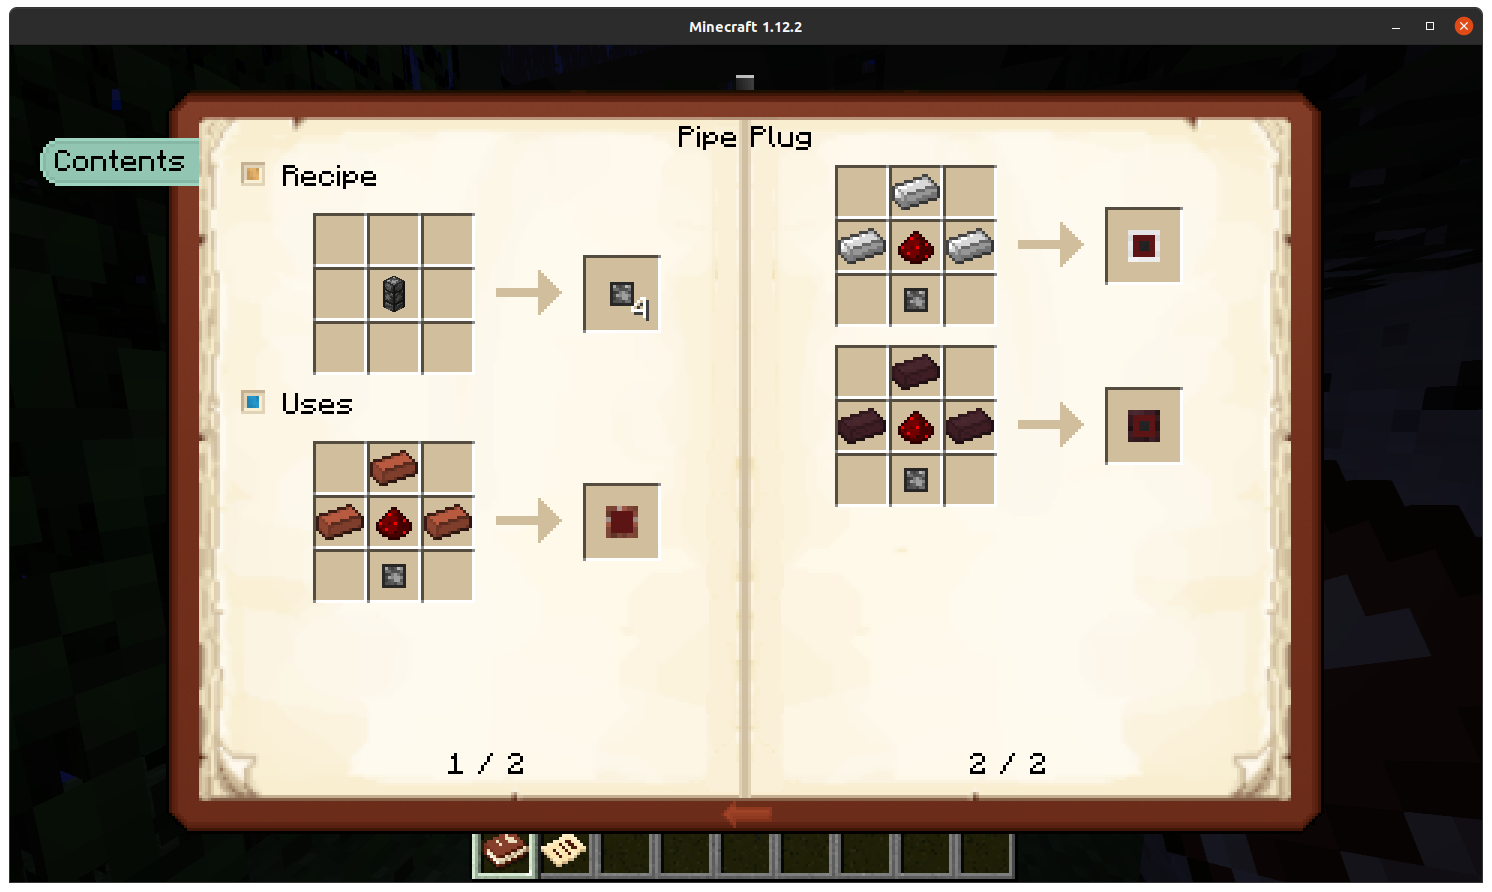 Minecraft 1.12.2
Contents
Pipe Plug
Recipe
4
Uses
1 / 2
2 / 2